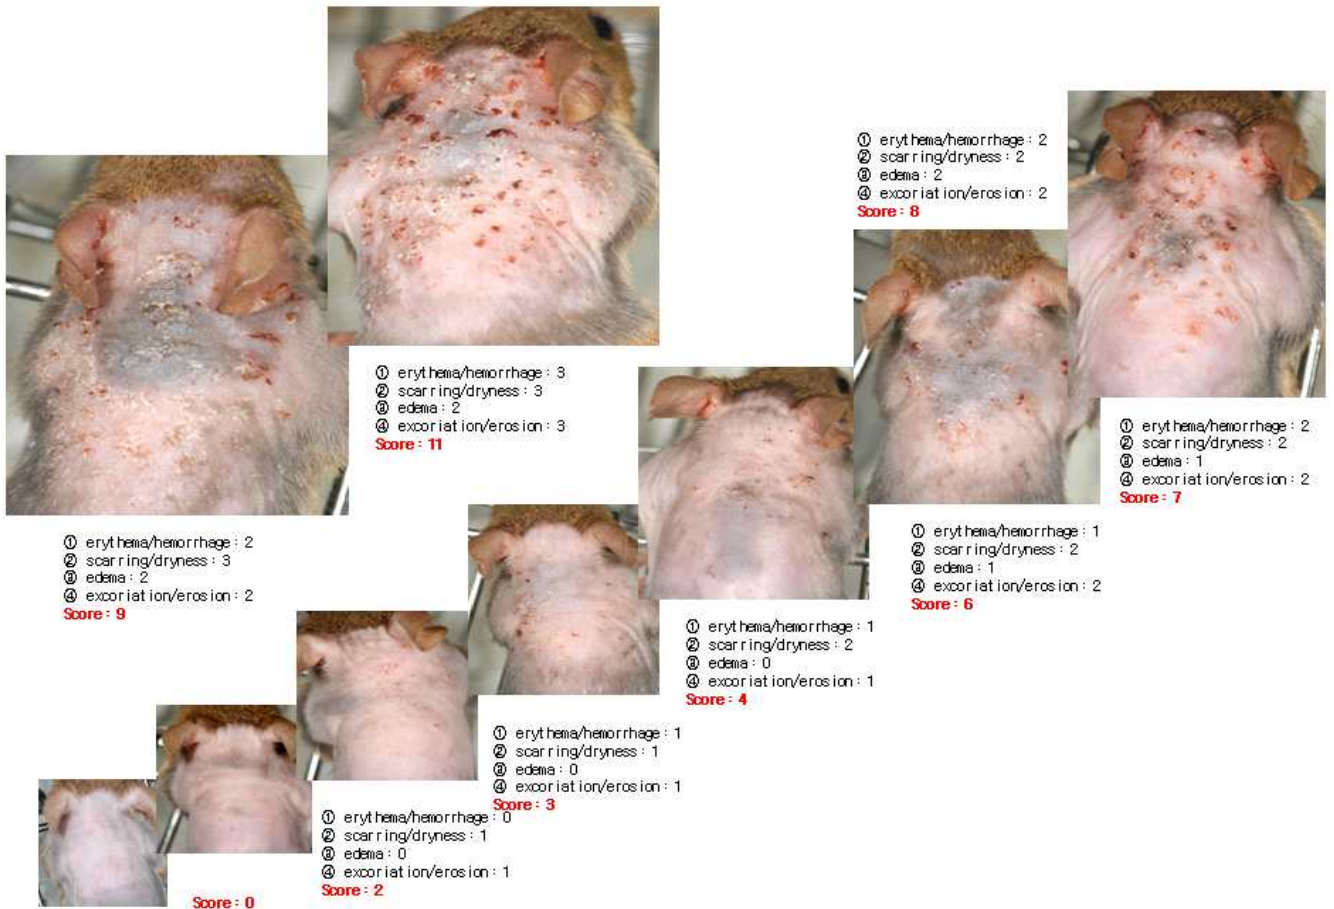 ① erythema/hemorrhage : 2
② scarring/dryness : 2
③ edema : 2
④ excoriation/erosion : 2
Score : 8
① erythema/hemorrhage : 3
② scarring/dryness : 3
③ edema : 2
④ excoriation/erosion : 3
Score : 11
① erythema/hemorrhage : 2
② scarring/dryness : 2
③ edema : 1
④ excoriation/erosion : 2
Score : 7
① erythema/hemorrhage : 2
② scarring/dryness : 3
③ edema : 2
④ excoriation/erosion : 2
Score : 9
① erythema/hemorrhage : 1
② scarring/dryness : 2
③ edema : 1
④ excoriation/erosion : 2
Score : 6
① erythema/hemorrhage : 1
② scarring/dryness : 2
③ edema : 0
④ excoriation/erosion : 1
Score : 4
① erythema/hemorrhage : 1
② scarring/dryness : 1
③ edema : 0
④ excoriation/erosion : 1
Score : 3
① erythema/hemorrhage : 0
② scarring/dryness : 1
③ edema : 0
④ excoriation/erosion : 1
Score : 2
Score : 0